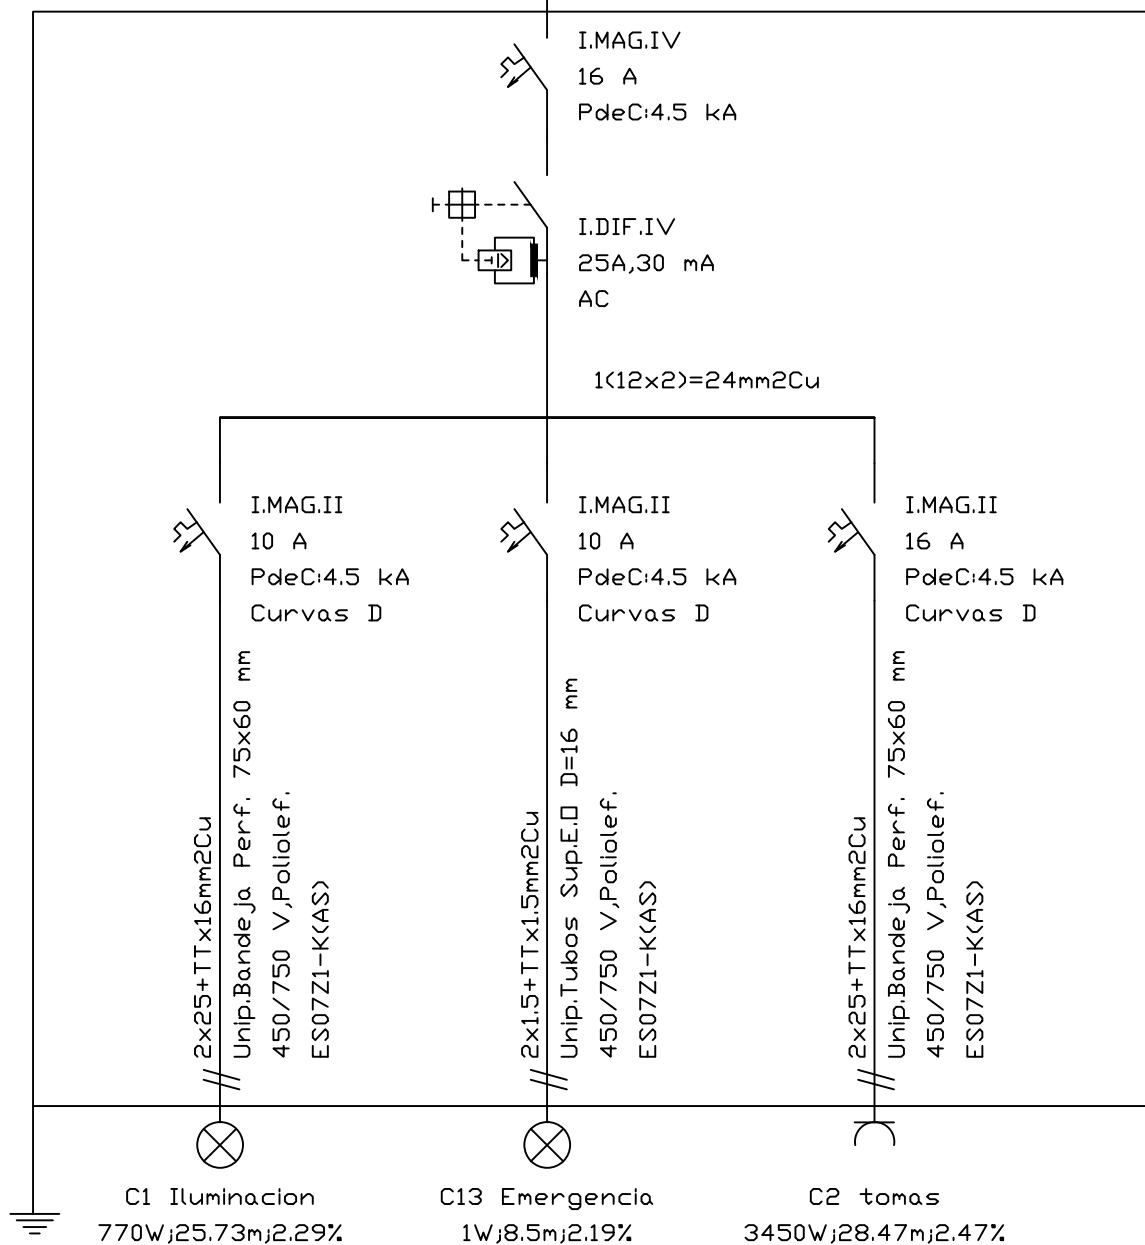 I.MAG.IV
16 A
PdeC:4.5 kA
I.DIF.IV
25A,30 mA
AC
1(12x2)=24mm2Cu
I.MAG.II
10 A
PdeC:4.5 kA
Curvas D
I.MAG.II
10 A
PdeC:4.5 kA
Curvas D
I.MAG.II
16 A
PdeC:4.5 kA
Curvas D
2x25+TTx16mm2Cu
Unip.Bandeja Perf. 75x60 mm
450/750 V,Poliolef.
ES07Z1-K(AS)
2x1.5+TTx1.5mm2Cu
Unip.Tubos Sup.E.O D=16 mm
450/750 V,Poliolef.
ES07Z1-K(AS)
2x25+TTx16mm2Cu
Unip.Bandeja Perf. 75x60 mm
450/750 V,Poliolef.
ES07Z1-K(AS)
C1 Iluminacion
770W;25.73m;2.29%
C13 Emergencia
1W;8.5m;2.19%
C2 tomas
3450W;28.47m;2.47%